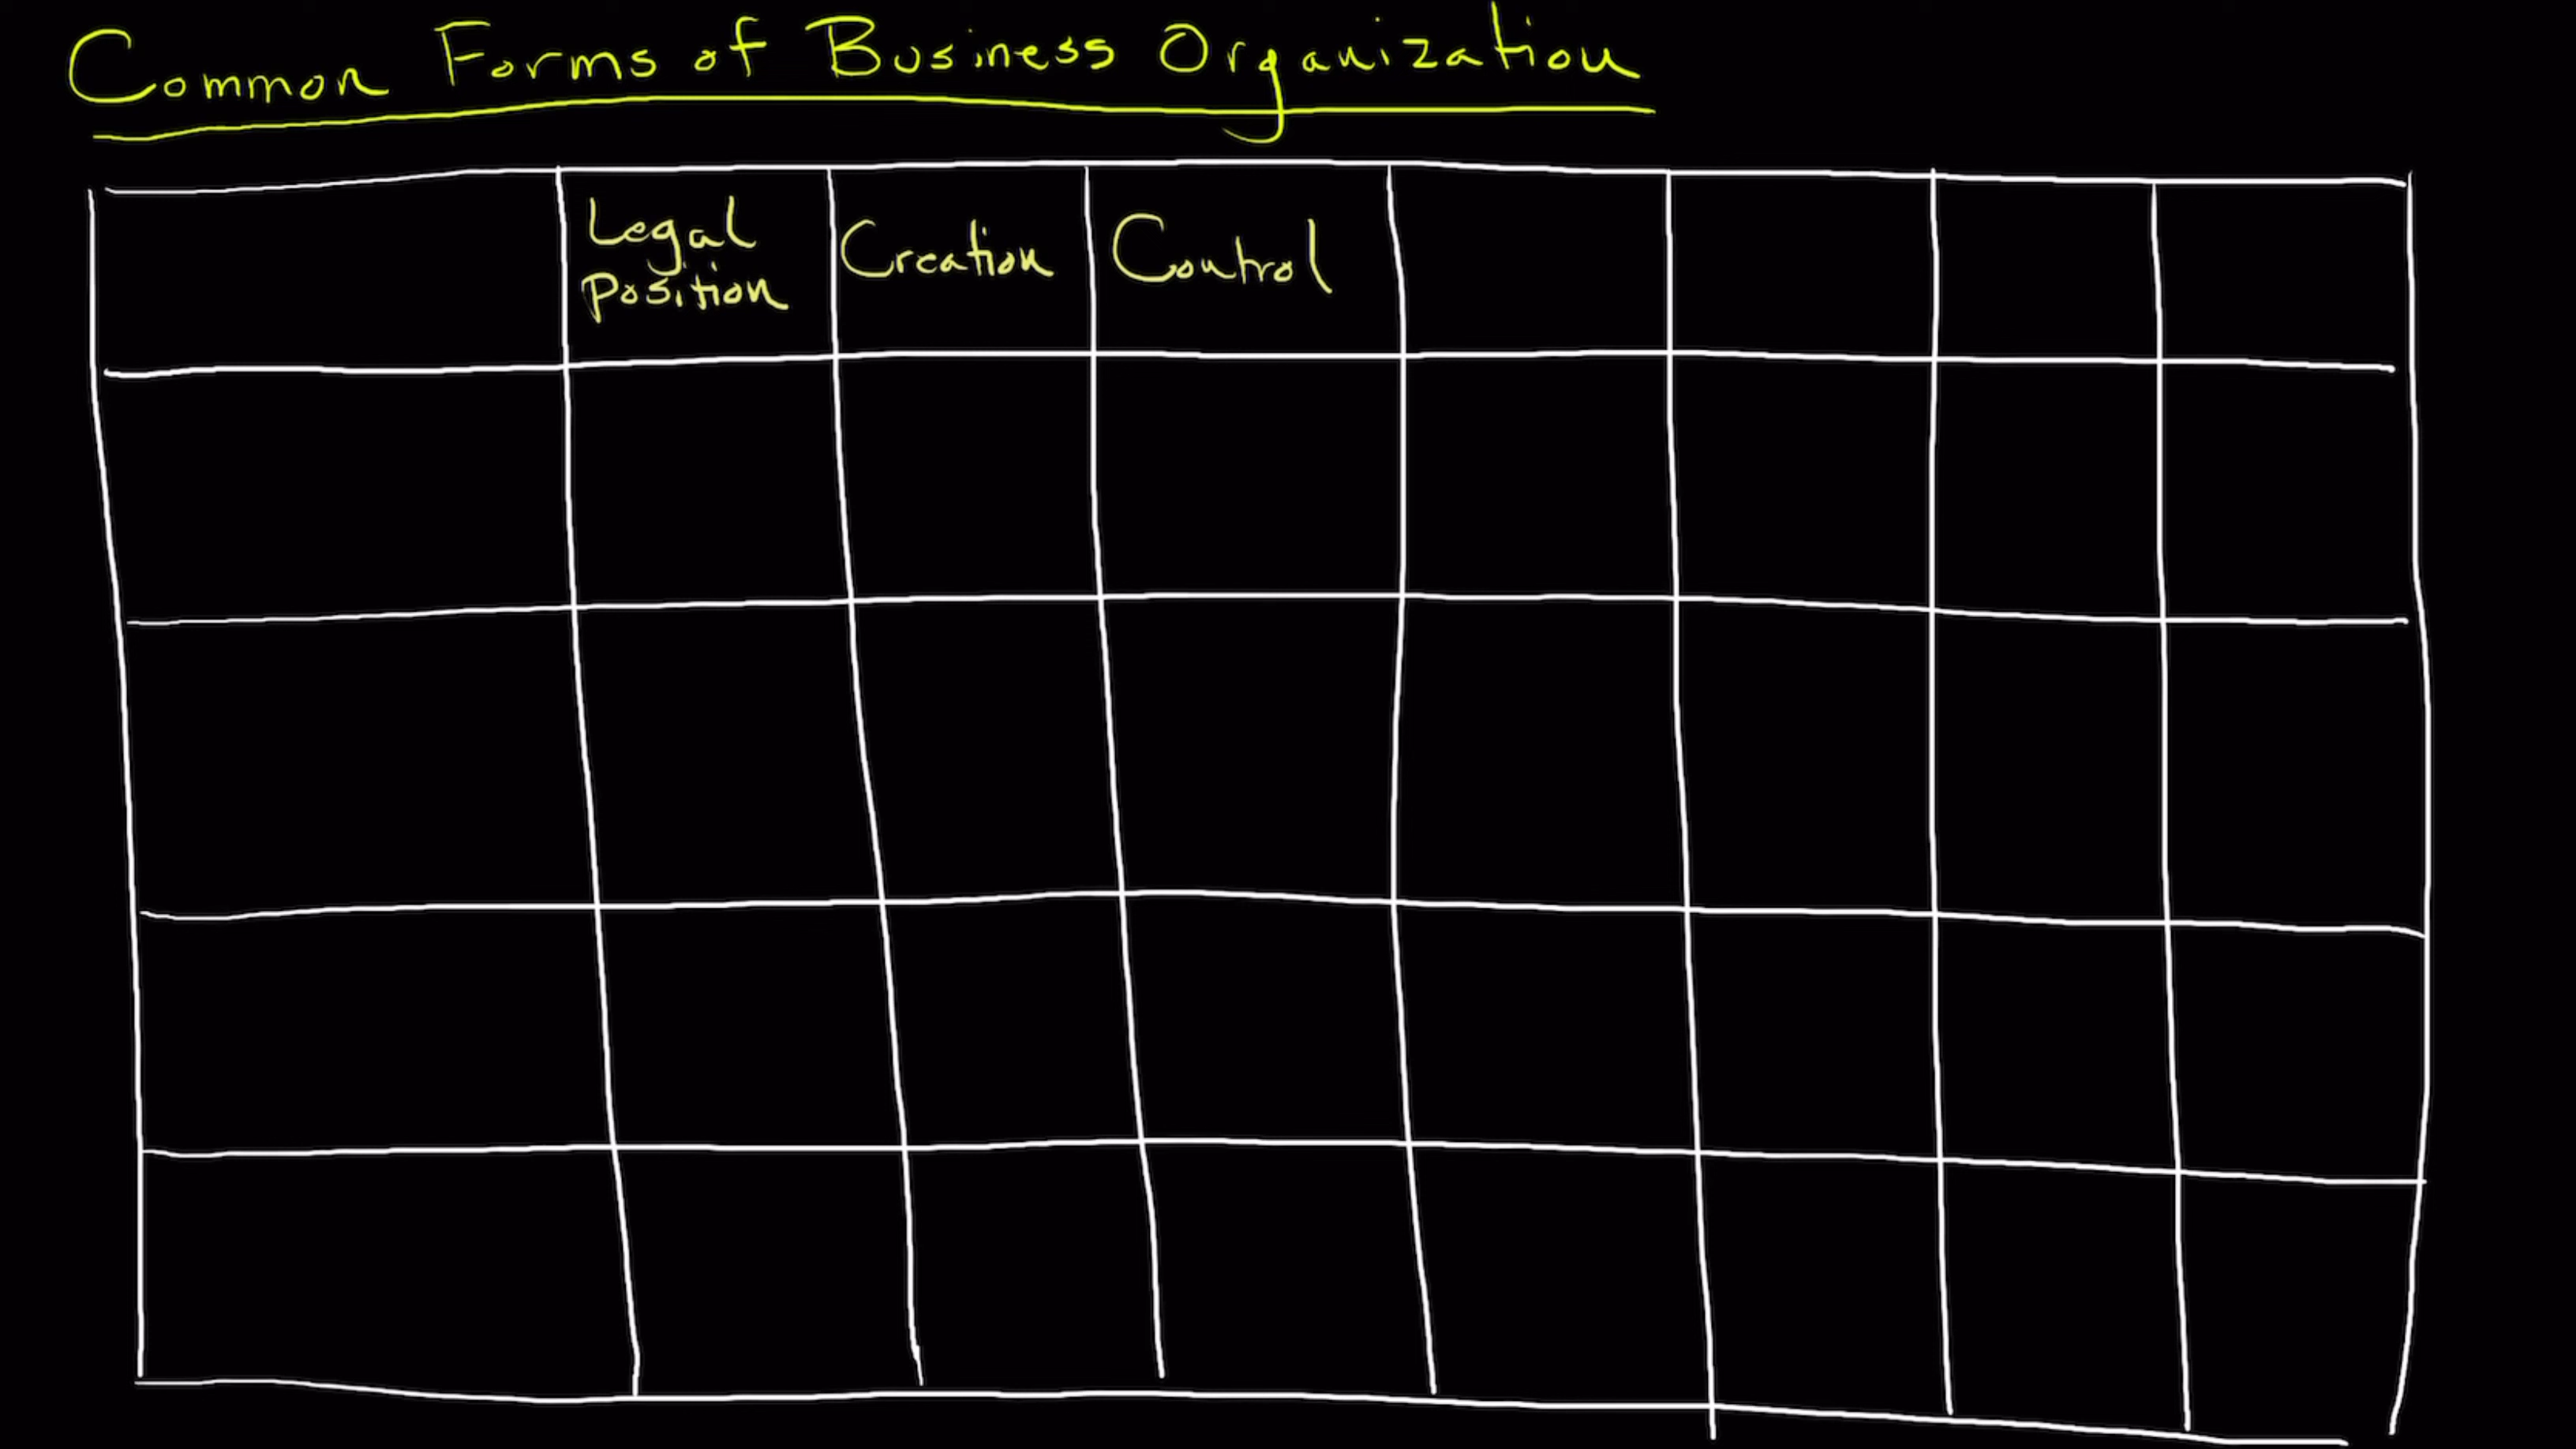 Common Forms of Business Organization
Legal
Position
Creation
Control